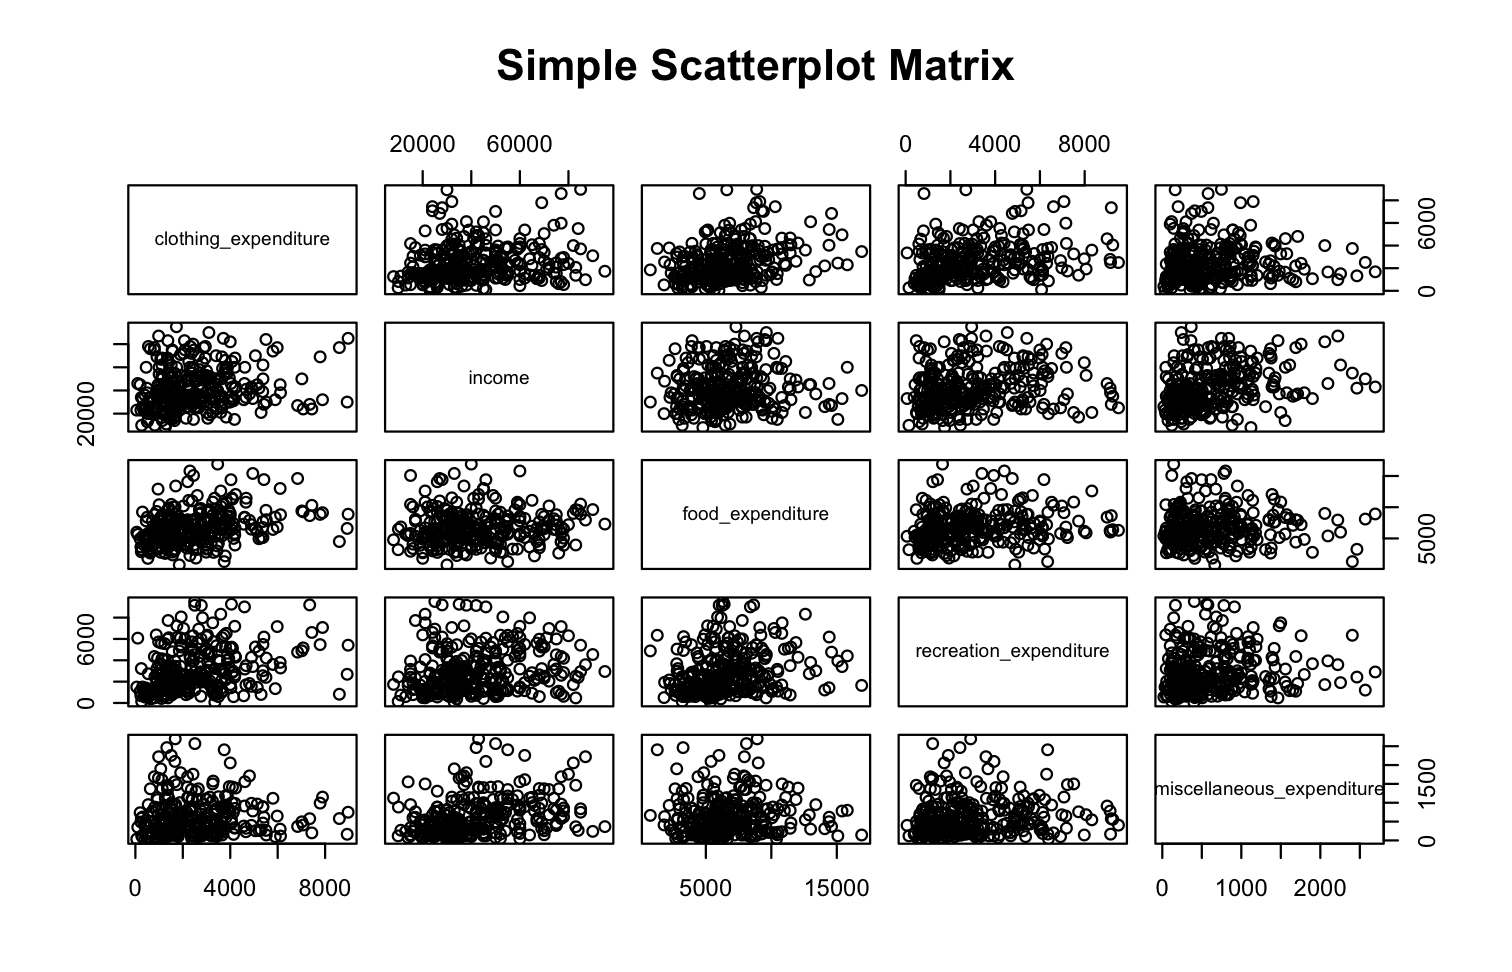 Simple Scatterplot Matrix
20000 60000
0 4000 8000
clothing_expenditure
0 6000
income
20000
food_expenditure
5000
recreation_expenditure
0 6000
miscellaneous_expenditure
0 1500
0 4000 8000
5000 15000
0 1000 2000